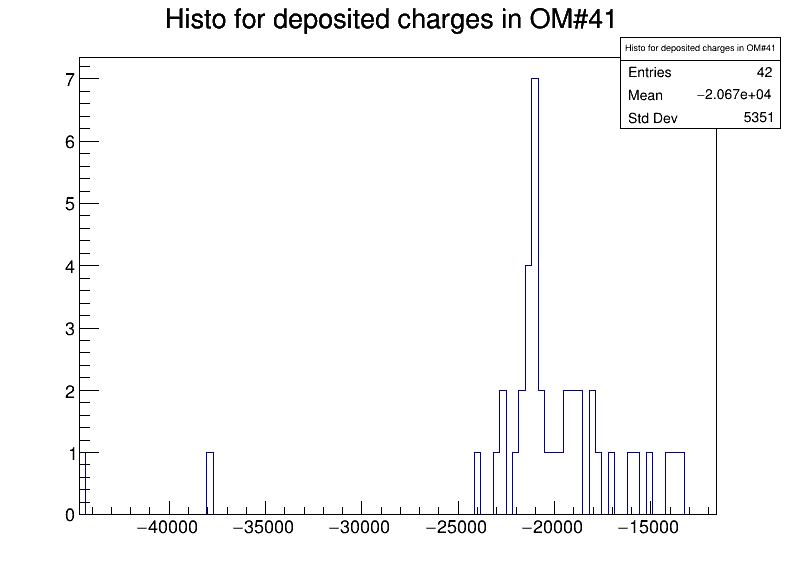 Histo for deposited charges in OM#41
Histo for deposited charges in OM#41
Entries 42
Mean −2.067e+04
Std Dev 5351
7
6
5
4
3
2
1
0
−40000 −35000 −30000 −25000 −20000 −15000